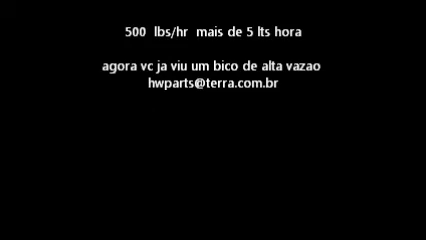 500 lbs/hr mais de 5 lts hora
agora vc ja viu um bico de alta vazao
hwparts@terra.com.br